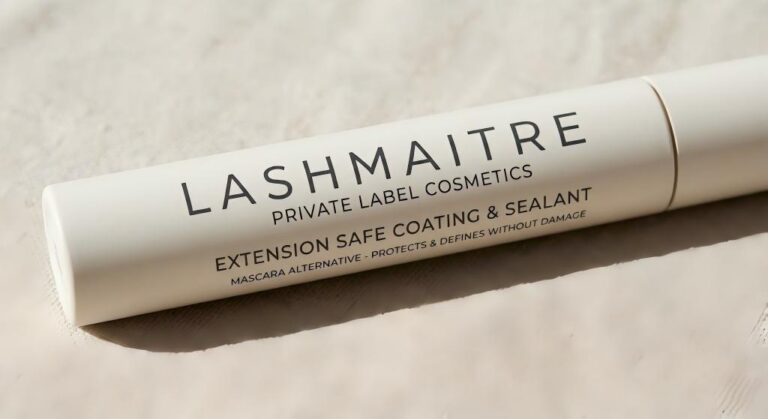 LASHMAITRE
PRIVATE LABEL COSMETICS
EXTENSION SAFE COATING & SEALANT
MASCARA ALTERNATIVE - PROTECTS & DEFINES WITHOUT DAMAGE